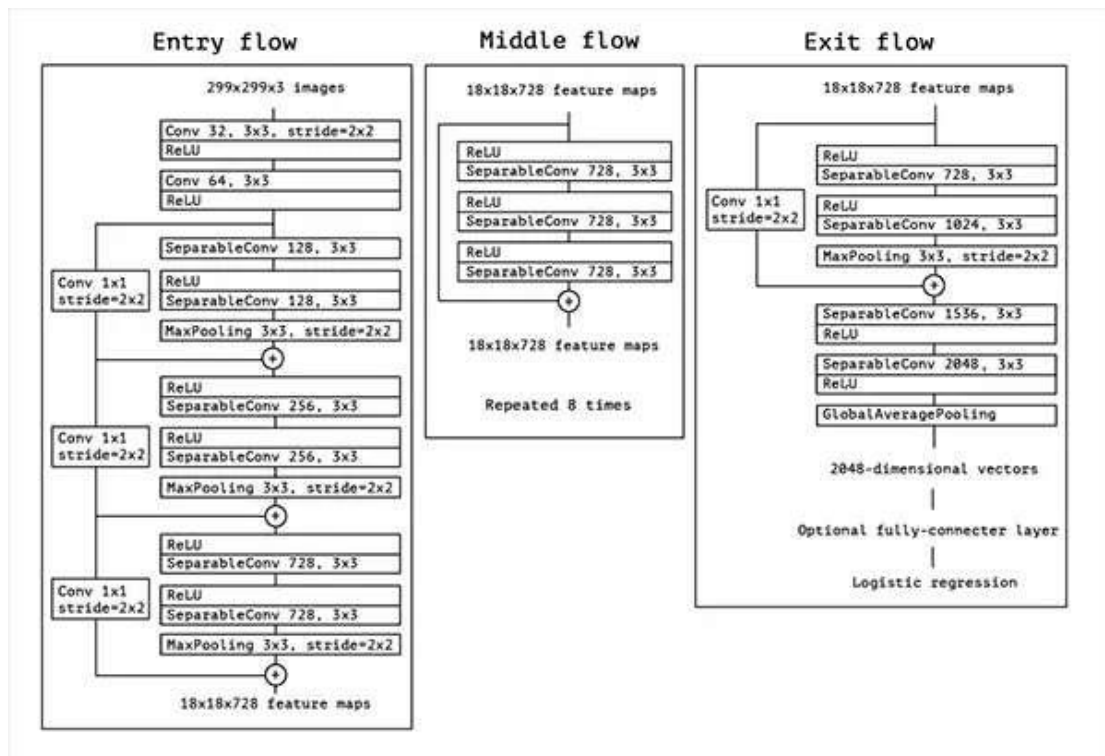 Entry flow
299x299x3 images
Conv 32, 3x3, stride=2x2
ReLU
Conv 64, 3x3
ReLU
SeparableConv 128, 3x3
Conv 1x1
stride=2x2
ReLU
SeparableConv 128, 3x3
MaxPooling 3x3, stride=2x2
+
ReLU
SeparableConv 256, 3x3
Conv 1x1
stride=2x2
ReLU
SeparableConv 256, 3x3
MaxPooling 3x3, stride=2x2
+
ReLU
SeparableConv 728, 3x3
Conv 1x1
stride=2x2
ReLU
SeparableConv 728, 3x3
MaxPooling 3x3, stride=2x2
+
18x18x728 feature maps
Middle flow
18x18x728 feature maps
ReLU
SeparableConv 728, 3x3
ReLU
SeparableConv 728, 3x3
ReLU
SeparableConv 728, 3x3
+
18x18x728 feature maps
Repeated 8 times
Exit flow
18x18x728 feature maps
ReLU
SeparableConv 728, 3x3
Conv 1x1
stride=2x2
ReLU
SeparableConv 1024, 3x3
MaxPooling 3x3, stride=2x2
+
SeparableConv 1536, 3x3
ReLU
SeparableConv 2048, 3x3
ReLU
GlobalAveragePooling
2048-dimensional vectors
Optional fully-connecter layer
Logistic regression